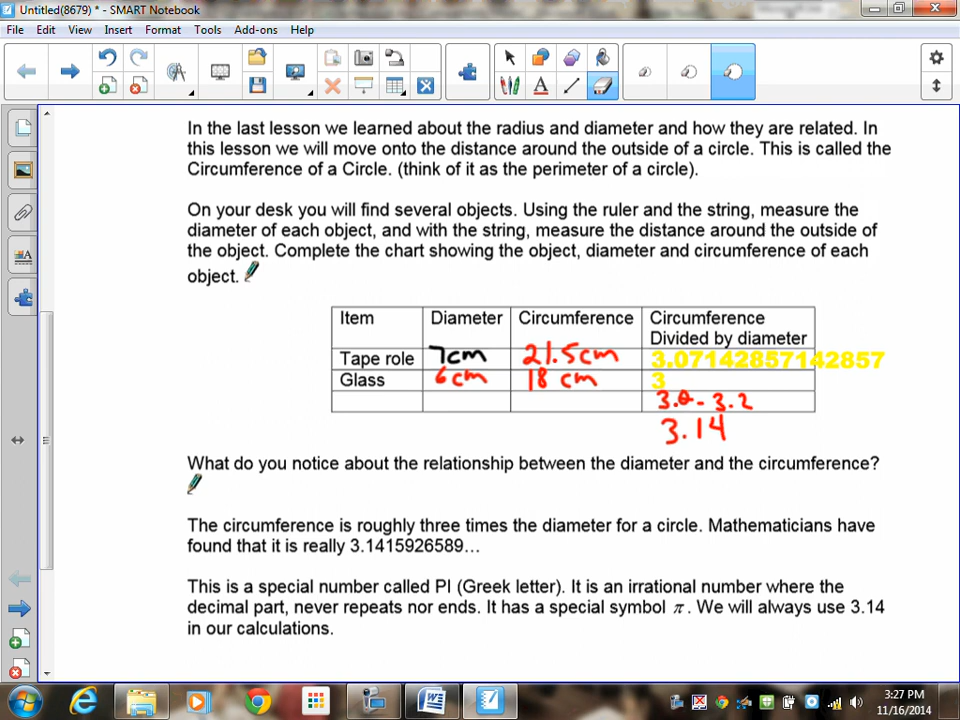 Untitled(8679) * - SMART Notebook
File Edit View Insert Format Tools Add-ons Help
In the last lesson we learned about the radius and diameter and how they are related. In
this lesson we will move onto the distance around the outside of a circle. This is called the
Circumference of a Circle. (think of it as the perimeter of a circle).
On your desk you will find several objects. Using the ruler and the string, measure the
diameter of each object, and with the string, measure the distance around the outside of
the object. Complete the chart showing the object, diameter and circumference of each
object.
Item Diameter Circumference Circumference
Divided by diameter
Tape role 7cm 21.5cm 3.07142857142857
Glass 6cm 18 cm 3
3.0 - 3.2
3.14
What do you notice about the relationship between the diameter and the circumference?
The circumference is roughly three times the diameter for a circle. Mathematicians have
found that it is really 3.1415926589…
This is a special number called PI (Greek letter). It is an irrational number where the
decimal part, never repeats nor ends. It has a special symbol π. We will always use 3.14
in our calculations.
3:27 PM
11/16/2014